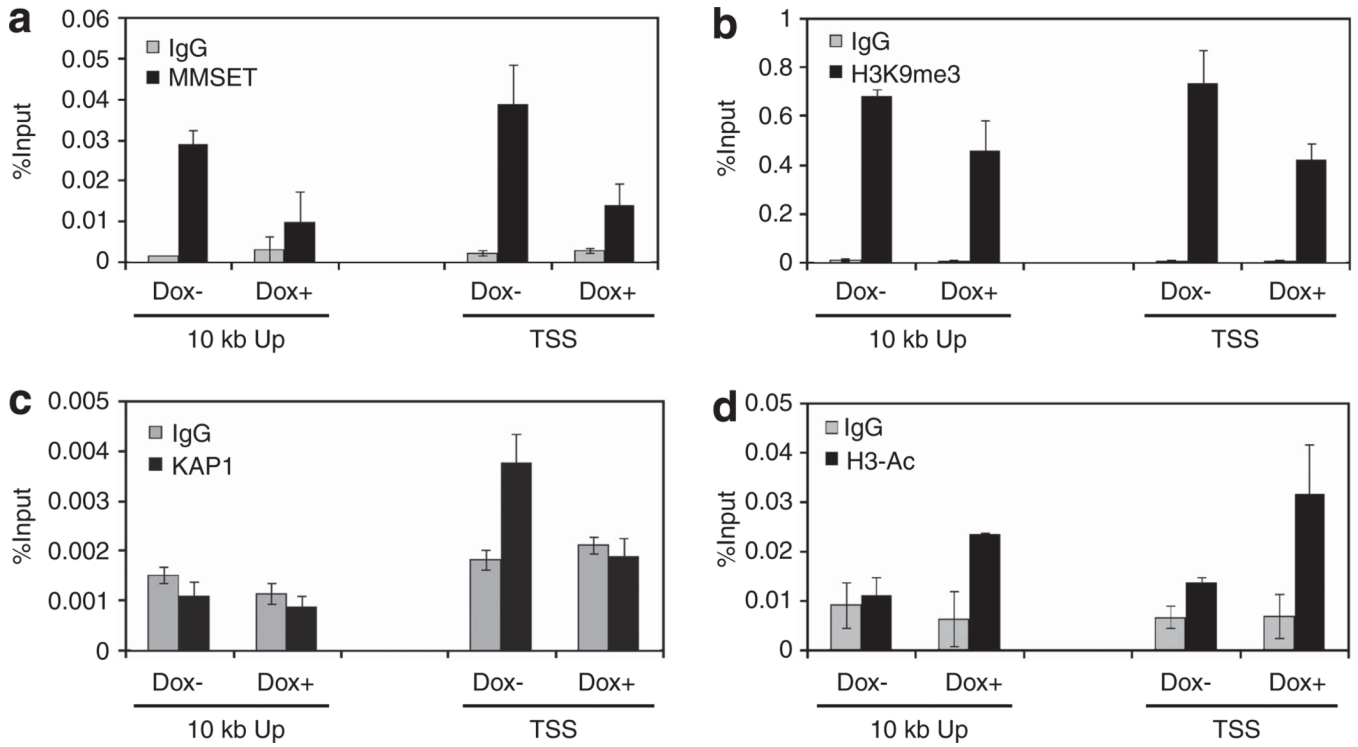 a
0.06
0.05
0.04
0.03
0.02
0.01
0
%Input
IgG
MMSET
Dox- Dox+ Dox- Dox+
10 kb Up TSS
b
1
0.8
0.6
0.4
0.2
0
%Input
IgG
H3K9me3
Dox- Dox+ Dox- Dox+
10 kb Up TSS
c
0.005
0.004
0.003
0.002
0.001
0
%Input
IgG
KAP1
Dox- Dox+ Dox- Dox+
10 kb Up TSS
d
0.05
0.04
0.03
0.02
0.01
0
%Input
IgG
H3-Ac
Dox- Dox+ Dox- Dox+
10 kb Up TSS